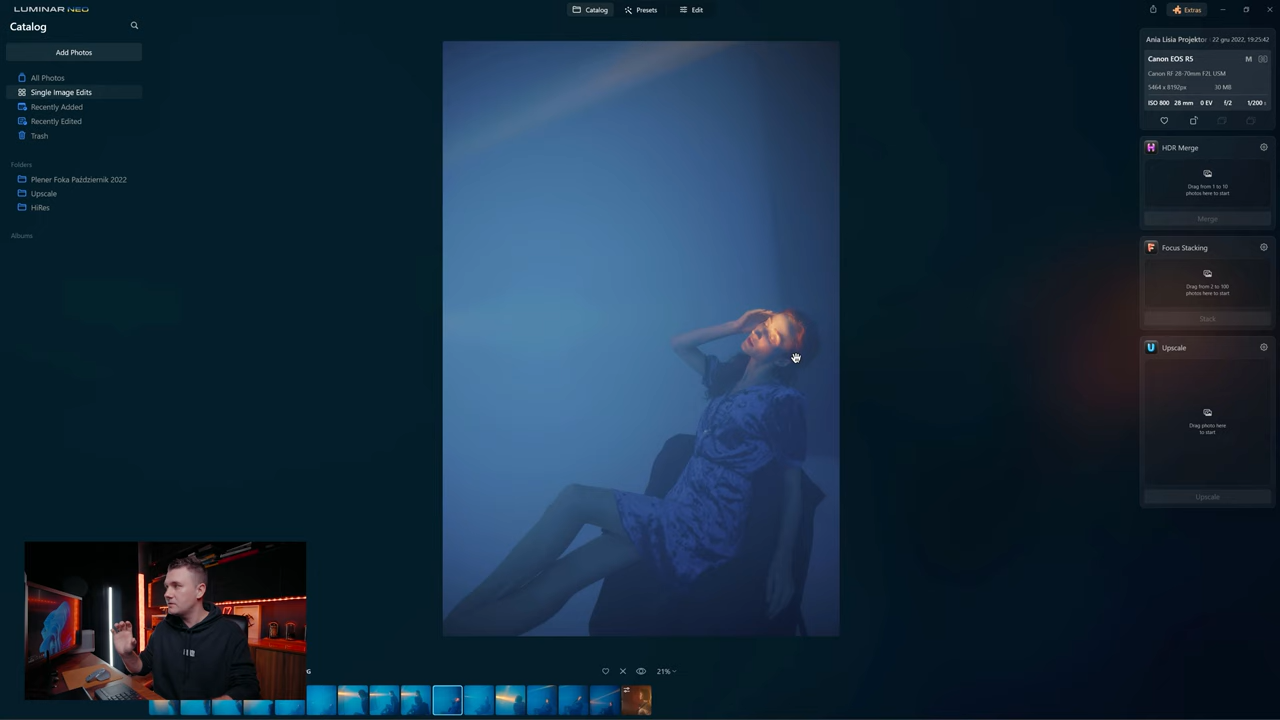 LUMINAR NEO
Catalog
Presets
Edit
Extras
Catalog
Add Photos
All Photos
Single Image Edits
Recently Added
Recently Edited
Trash
Folders
Plener Foka Październik 2022
Upscale
HiRes
Albums
Ania Lisia Projektor 22 gru 2022, 19:25:42
Canon EOS R5 M
Canon RF 28-70mm F2L USM
5464 x 8192px 30 MB
ISO 800 28 mm 0 EV f/2 1/200 s
HDR Merge
Drag from 1 to 10
photos here to start
Merge
Focus Stacking
Drag from 2 to 100
photos here to start
Stack
Upscale
Drag photo here
to start
Upscale
21%